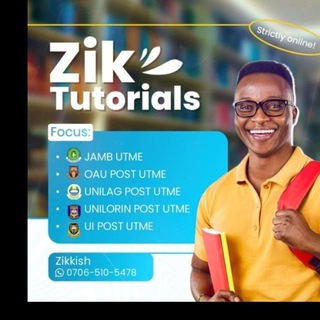 Strictly online!
Zik
Tutorials
Focus:
JAMB UTME
OAU POST UTME
UNILAG POST UTME
UNILORIN POST UTME
UI POST UTME
Zikkish
0706-510-5478